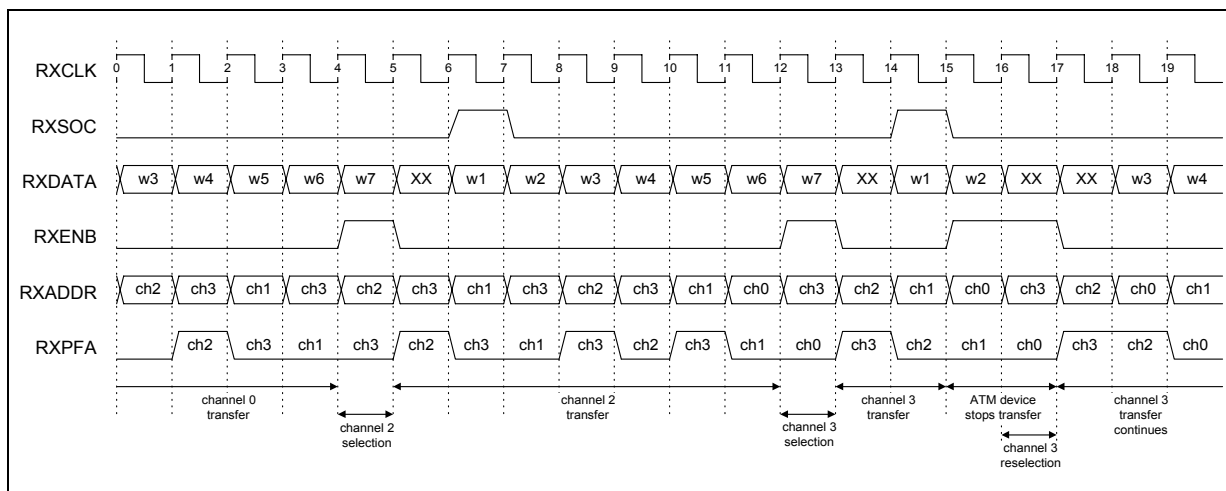 RXCLK
0 1 2 3 4 5 6 7 8 9 10 11 12 13 14 15 16 17 18 19
RXSOC
RXDATA w3 w4 w5 w6 w7 XX w1 w2 w3 w4 w5 w6 w7 XX w1 w2 XX XX w3 w4
RXENB
RXADDR ch2 ch3 ch1 ch3 ch2 ch3 ch1 ch3 ch2 ch3 ch1 ch0 ch3 ch2 ch1 ch0 ch3 ch2 ch0 ch1
RXPFA ch2 ch3 ch1 ch3 ch2 ch3 ch1 ch3 ch2 ch3 ch1 ch0 ch3 ch2 ch1 ch0 ch3 ch2 ch0
channel 0
transfer
channel 2
selection
channel 2
transfer
channel 3
selection
channel 3
transfer
ATM device
stops transfer
channel 3
reselection
channel 3
transfer
continues